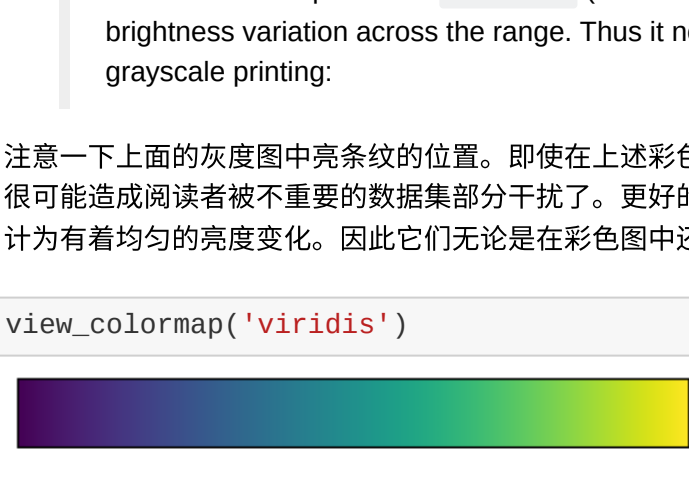 brightness variation across the range. Thus it
grayscale printing:
注意一下上面的灰度图中亮条纹的位置。即使在上述彩色
很可能造成阅读者被不重要的数据集部分干扰了。更好的
计为有着均匀的亮度变化。因此它们无论是在彩色图中还
view_colormap('viridis')